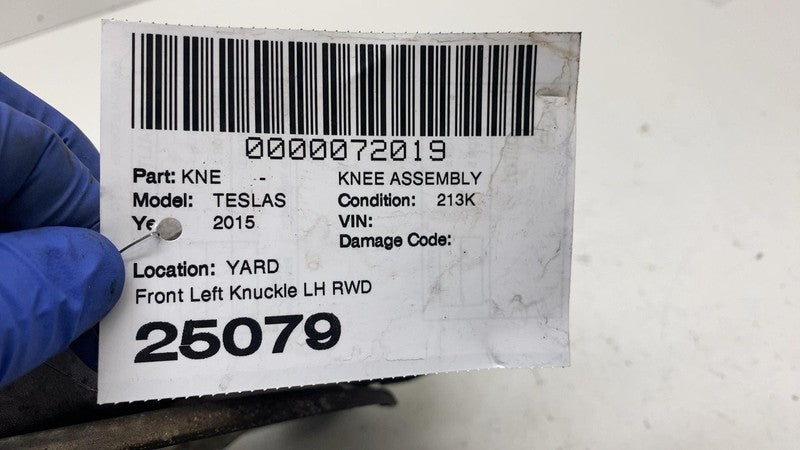 0000072019
Part: KNE - KNEE ASSEMBLY
Model: TESLAS Condition: 213K
Ye 2015 VIN:
Damage Code:
Location: YARD
Front Left Knuckle LH RWD
25079